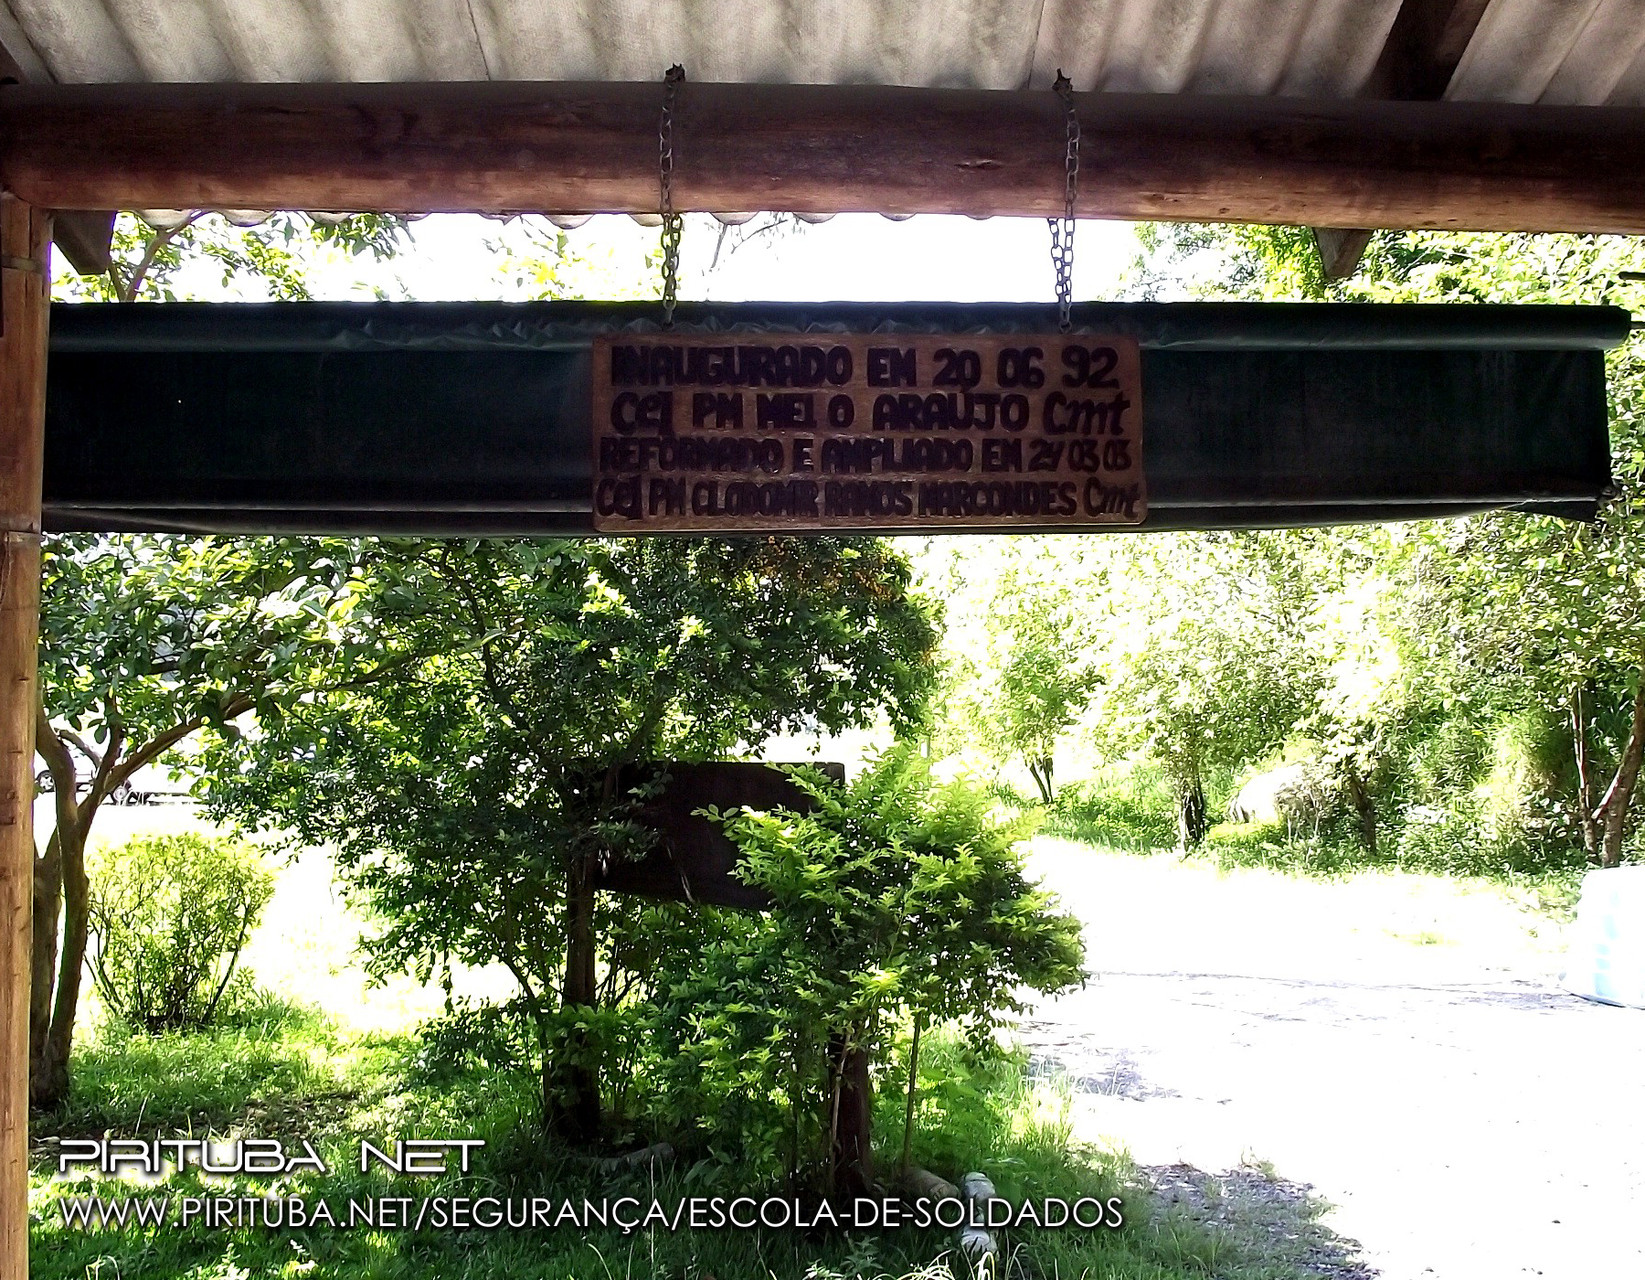 INAUGURADO EM 20 06 92
Cel PM MELO ARAUJO Cmt
REFORMADO E AMPLIADO EM 24 03 03
Cel PM CLODOMIR RAMOS MARCONDES Cmt
PIRITUBA NET
WWW.PIRITUBA.NET/SEGURANÇA/ESCOLA-DE-SOLDADOS